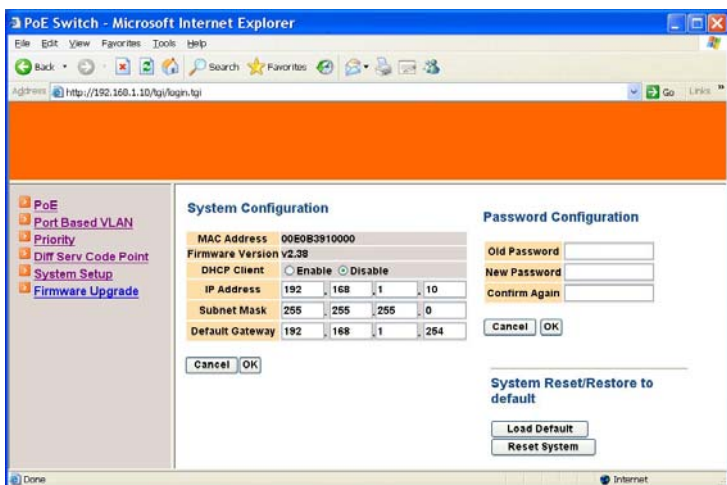 PoE Switch - Microsoft Internet Explorer
File Edit View Favorites Tools Help
Back Search Favorites
Address http://192.168.1.10/tgi/login.tgi Go Links »
PoE
Port Based VLAN
Priority
Diff Serv Code Point
System Setup
Firmware Upgrade
System Configuration
MAC Address 00E0B3910000
Firmware Version v2.38
DHCP Client Enable Disable
IP Address 192 . 168 . 1 . 10
Subnet Mask 255 . 255 . 255 . 0
Default Gateway 192 . 168 . 1 . 254
Cancel OK
Password Configuration
Old Password
New Password
Confirm Again
Cancel OK
System Reset/Restore to
default
Load Default
Reset System
Done Internet